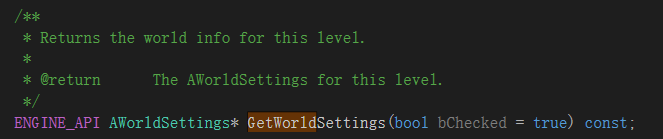 /**
* Returns the world info for this level.
*
* @return      The AWorldSettings for this level.
*/
ENGINE_API AWorldSettings* GetWorldSettings(bool bChecked = true) const;